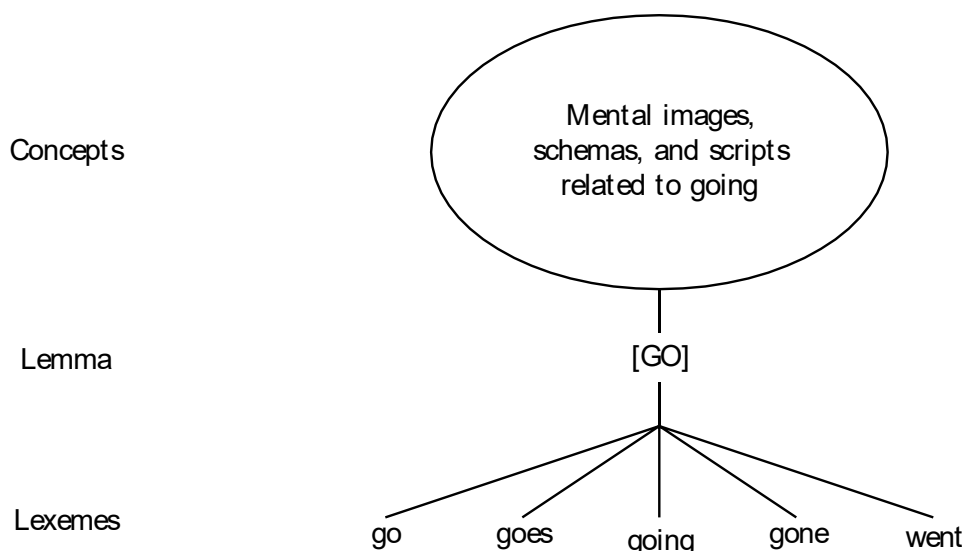 Concepts
Mental images,
schemas, and scripts
related to going
Lemma
[GO]
Lexemes
go
goes
going
gone
went